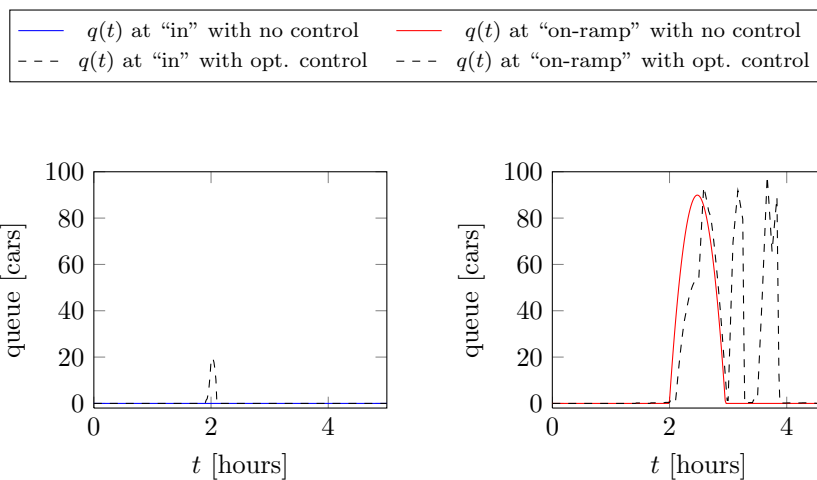 q(t) at “in” with no control q(t) at “on-ramp” with no control
q(t) at “in” with opt. control q(t) at “on-ramp” with opt. control
100 100
80 80
60 60
40 40
20 20
0 0
queue [cars] queue [cars]
0 2 4 0 2 4
t [hours] t [hours]